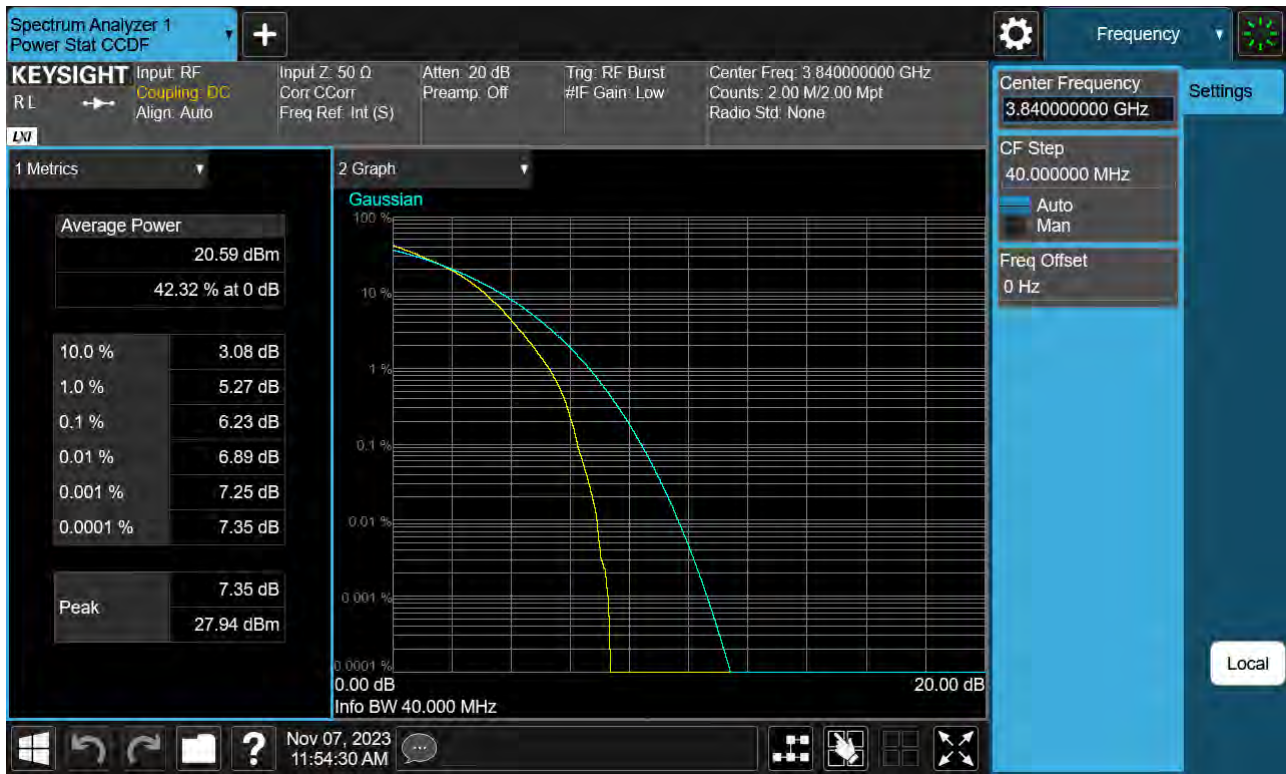 Spectrum Analyzer 1
Power Stat CCDF
Frequency
KEYSIGHT
R L
LXI
Input: RF
Coupling: DC
Align: Auto
Input Z: 50 Ω
Corr CCorr
Freq Ref: Int (S)
Atten: 20 dB
Preamp: Off
Trig: RF Burst
#IF Gain: Low
Center Freq: 3.840000000 GHz
Counts: 2.00 M/2.00 Mpt
Radio Std: None
Center Frequency
3.840000000 GHz
Settings
CF Step
40.000000 MHz
Auto
Man
Freq Offset
0 Hz
Local
1 Metrics
Average Power
20.59 dBm
42.32 % at 0 dB
10.0 % 3.08 dB
1.0 % 5.27 dB
0.1 % 6.23 dB
0.01 % 6.89 dB
0.001 % 7.25 dB
0.0001 % 7.35 dB
Peak
7.35 dB
27.94 dBm
2 Graph
Gaussian
100 %
10 %
1 %
0.1 %
0.01 %
0.001 %
0.0001 %
0.00 dB 20.00 dB
Info BW 40.000 MHz
?
Nov 07, 2023
11:54:30 AM